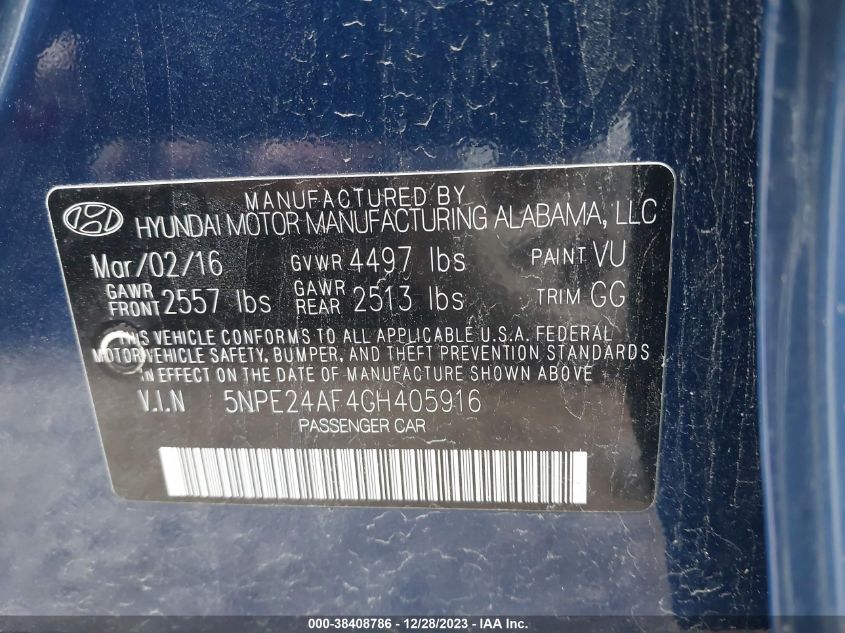 MANUFACTURED BY
HYUNDAI MOTOR MANUFACTURING ALABAMA, LLC
Mar/02/16 GVWR 4497 lbs PAINT VU
GAWR FRONT 2557 lbs GAWR REAR 2513 lbs TRIM GG
THIS VEHICLE CONFORMS TO ALL APPLICABLE U.S.A. FEDERAL
MOTOR VEHICLE SAFETY, BUMPER, AND THEFT PREVENTION STANDARDS
IN EFFECT ON THE DATE OF MANUFACTURE SHOWN ABOVE
V.I.N 5NPE24AF4GH405916
PASSENGER CAR
000-38408786 - 12/28/2023 - IAA Inc.